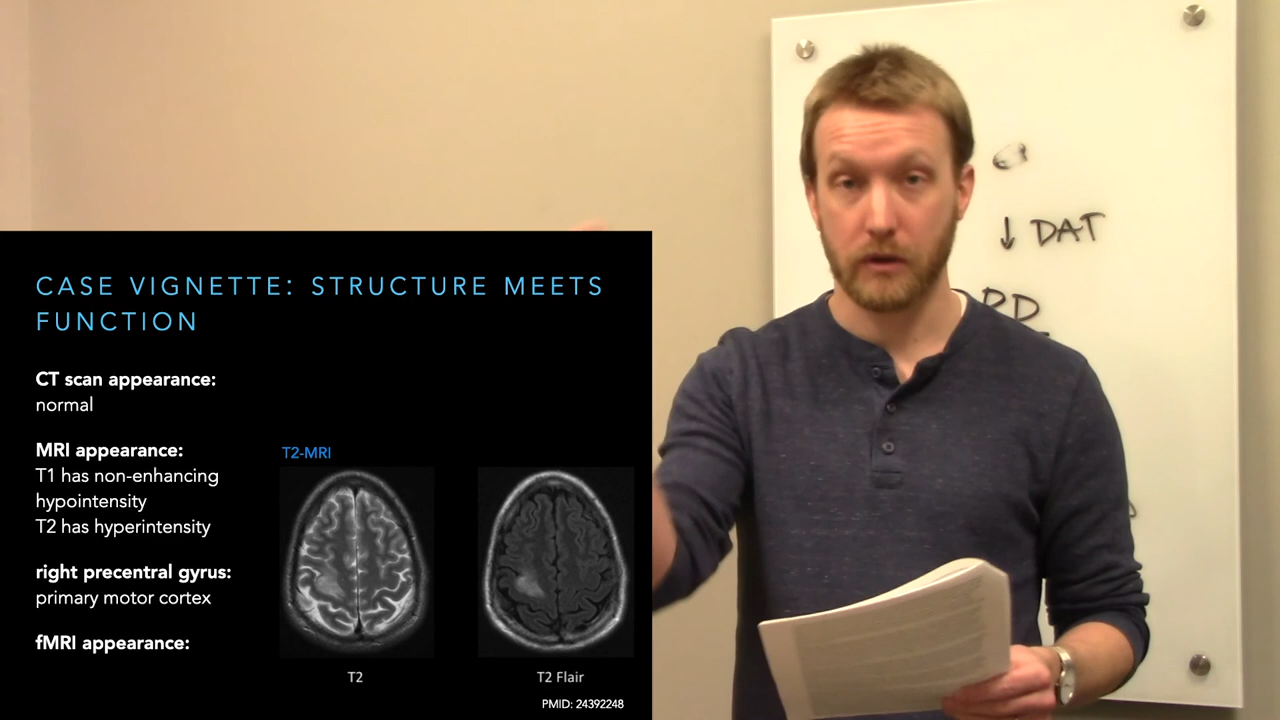 CASE VIGNETTE: STRUCTURE MEETS
FUNCTION
CT scan appearance:
normal
MRI appearance:
T1 has non-enhancing
hypointensity
T2 has hyperintensity
right precentral gyrus:
primary motor cortex
fMRI appearance:
T2-MRI
T2
T2 Flair
PMID: 24392248
↓ DAT
PD